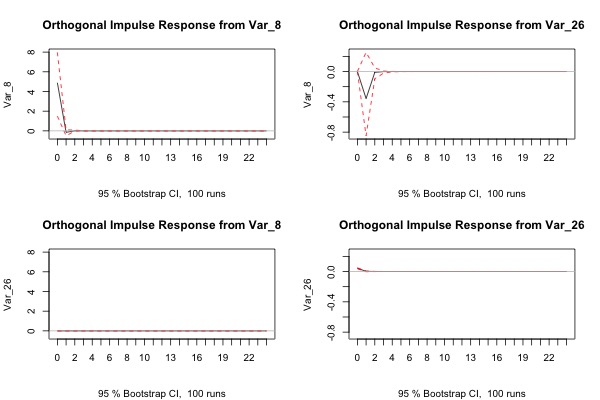 Orthogonal Impulse Response from Var_8
Var_8
8
6
4
2
0
0 2 4 6 8 10 13 16 19 22
95 % Bootstrap CI, 100 runs
Orthogonal Impulse Response from Var_26
Var_8
0.0
-0.4
-0.8
0 2 4 6 8 10 13 16 19 22
95 % Bootstrap CI, 100 runs
Orthogonal Impulse Response from Var_8
Var_26
8
6
4
2
0
0 2 4 6 8 10 13 16 19 22
95 % Bootstrap CI, 100 runs
Orthogonal Impulse Response from Var_26
Var_26
0.0
-0.4
-0.8
0 2 4 6 8 10 13 16 19 22
95 % Bootstrap CI, 100 runs